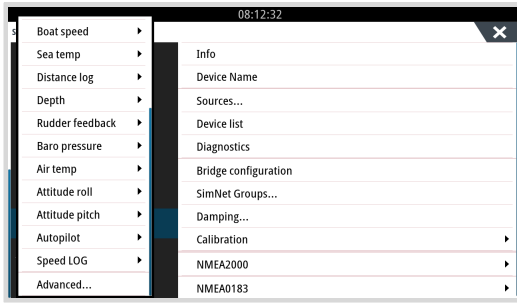 08:12:32
s
Boat speed
Sea temp
Distance log
Depth
Rudder feedback
Baro pressure
Air temp
Attitude roll
Attitude pitch
Autopilot
Speed LOG
Advanced...
Info
Device Name
Sources...
Device list
Diagnostics
Bridge configuration
SimNet Groups...
Damping...
Calibration
NMEA2000
NMEA0183